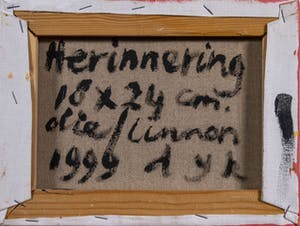 Herinnering
18 x 24 cm.
olie/linnen
1999 d y k